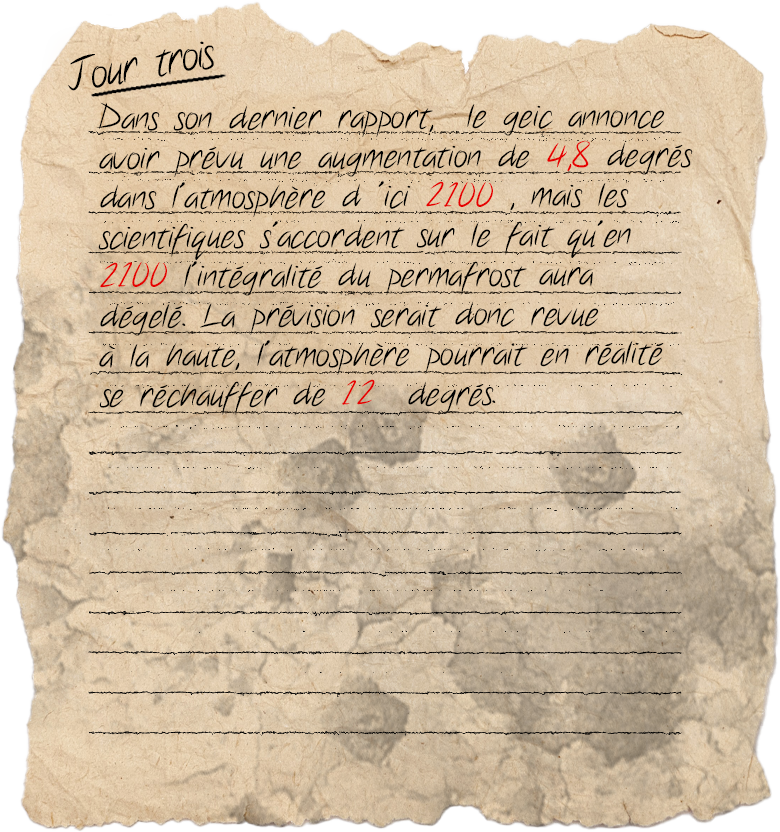 Jour trois
Dans son dernier rapport, le geic annonce
avoir prévu une augmentation de 4,8 degrés
dans l'atmosphère d 'ici 2100 , mais les
scientifiques s'accordent sur le fait qu'en
2100 l'intégralité du permafrost aura
dégelé. La prévision serait donc revue
à la haute, l'atmosphère pourrait en réalité
se réchauffer de 12 degrés.